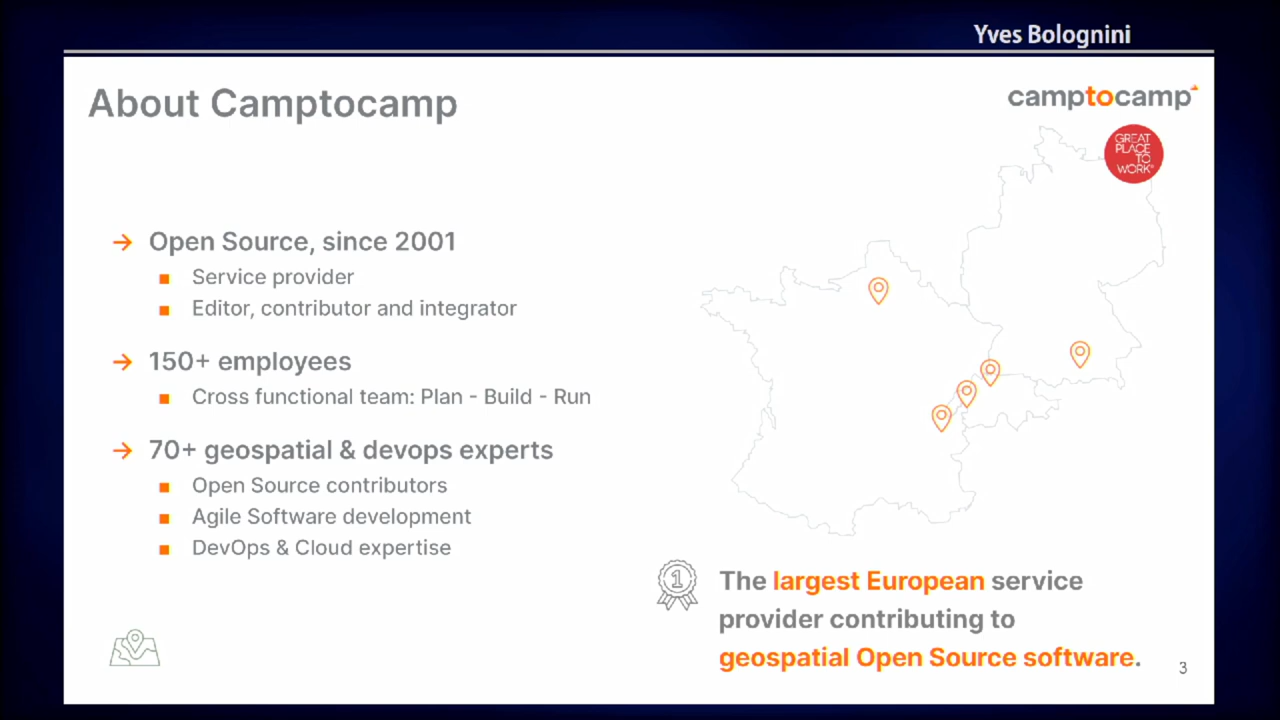 Yves Bolognini
About Camptocamp
camptocamp
GREAT
PLACE
TO
WORK®
Open Source, since 2001
Service provider
Editor, contributor and integrator
150+ employees
Cross functional team: Plan - Build - Run
70+ geospatial & devops experts
Open Source contributors
Agile Software development
DevOps & Cloud expertise
1
The largest European service
provider contributing to
geospatial Open Source software.
3